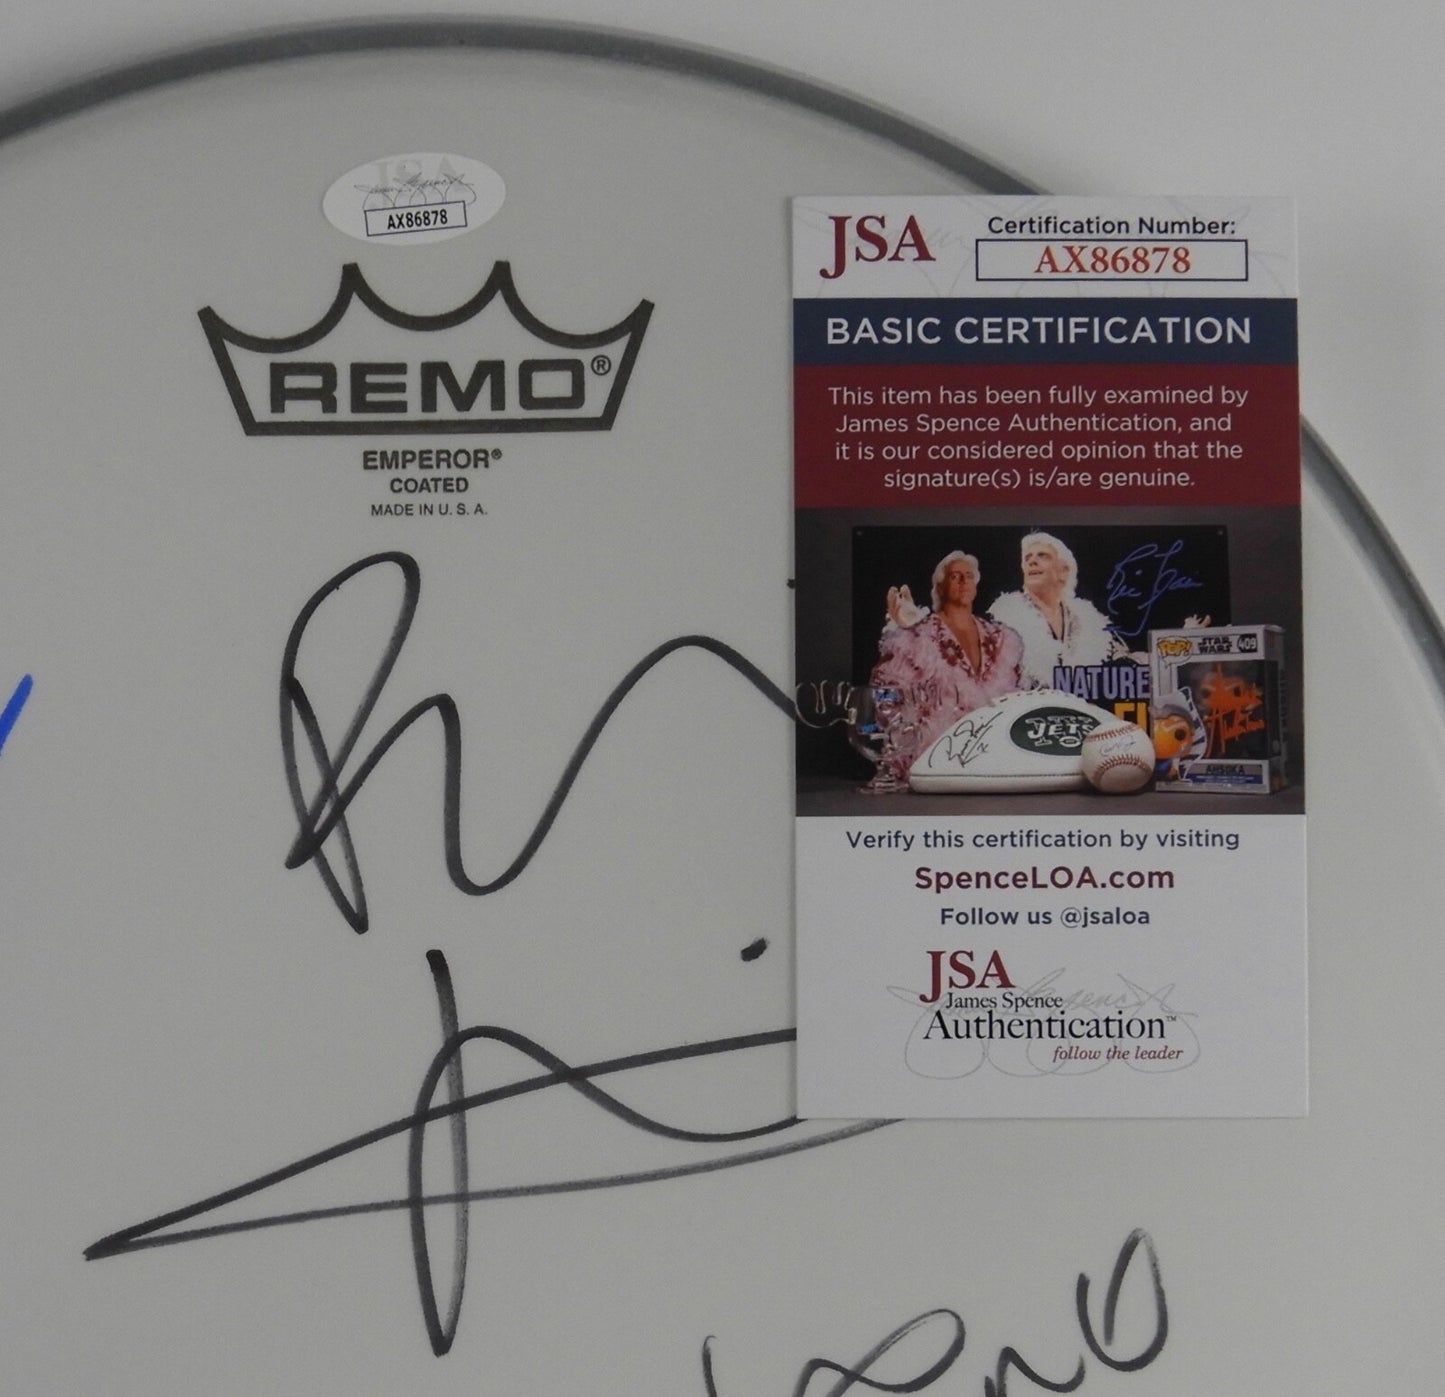 AX86878
REMO®
EMPEROR®
COATED
MADE IN U. S. A.
JSA
Certification Number:
AX86878
BASIC CERTIFICATION
This item has been fully examined by
James Spence Authentication, and
it is our considered opinion that the
signature(s) is/are genuine.
NATURE
POP!
STAR
WARS
409
JETS
AHSOKA
Verify this certification by visiting
SpenceLOA.com
Follow us @jsaloa
JSA
James Spence
Authentication™
follow the leader